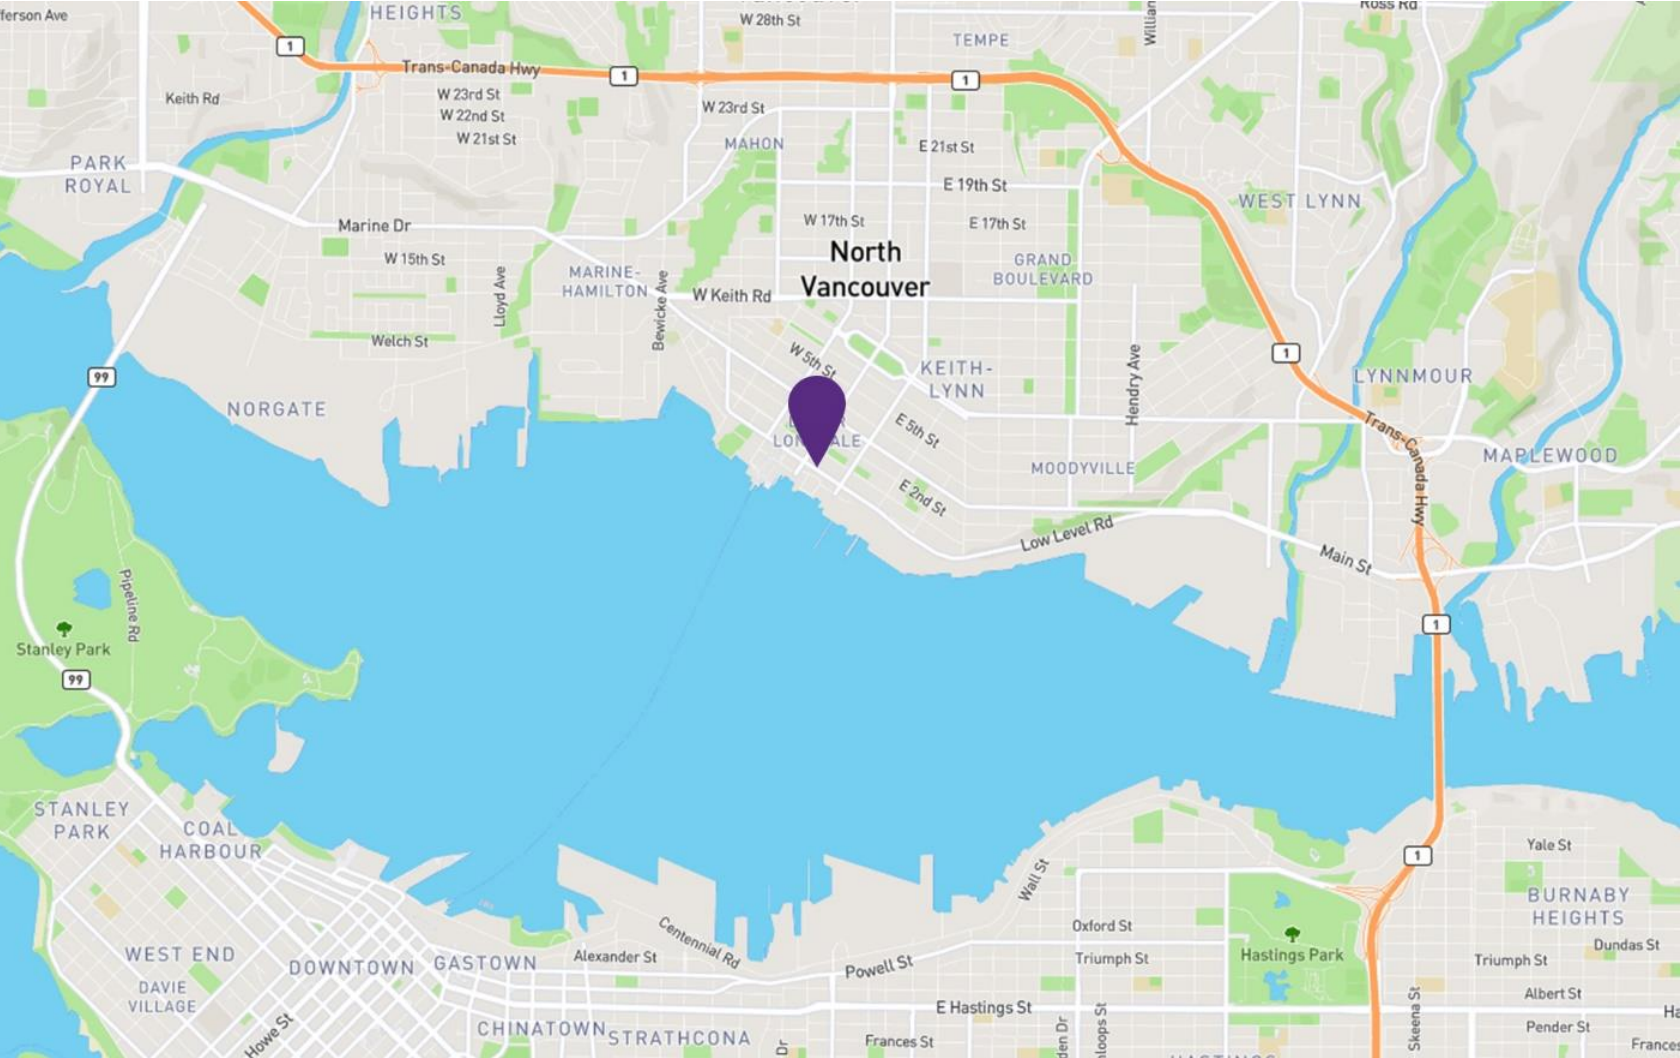 HEIGHTS
W 28th St
Ross Rd
TEMPE
1
1
1
Trans-Canada Hwy
Keith Rd
W 23rd St
W 22nd St
W 21st St
W 23rd St
MAHON
E 21st St
PARK
ROYAL
E 19th St
WEST LYNN
Marine Dr
W 17th St
E 17th St
North
Vancouver
W 15th St
GRAND
BOULEVARD
MARINE-
HAMILTON
Lloyd Ave
Bewicke Ave
W Keith Rd
Welch St
W 5th St
1
99
KEITH-
LYNN
Hendry Ave
LYNNMOUR
NORGATE
E 5th St
Trans-Canada Hwy
MOODYVILLE
MAPLEWOOD
E 2nd St
Low Level Rd
Main St
Pipeline Rd
Stanley Park
1
99
STANLEY
PARK
COAL
HARBOUR
Yale St
1
Wall St
BURNABY
HEIGHTS
Oxford St
Centennial Rd
Hastings Park
Dundas St
WEST END
DOWNTOWN
GASTOWN
Alexander St
Powell St
Triumph St
Triumph St
DAVIE
VILLAGE
Albert St
E Hastings St
Skeena St
Howe St
CHINATOWN
STRATHCONA
Frances St
Pender St